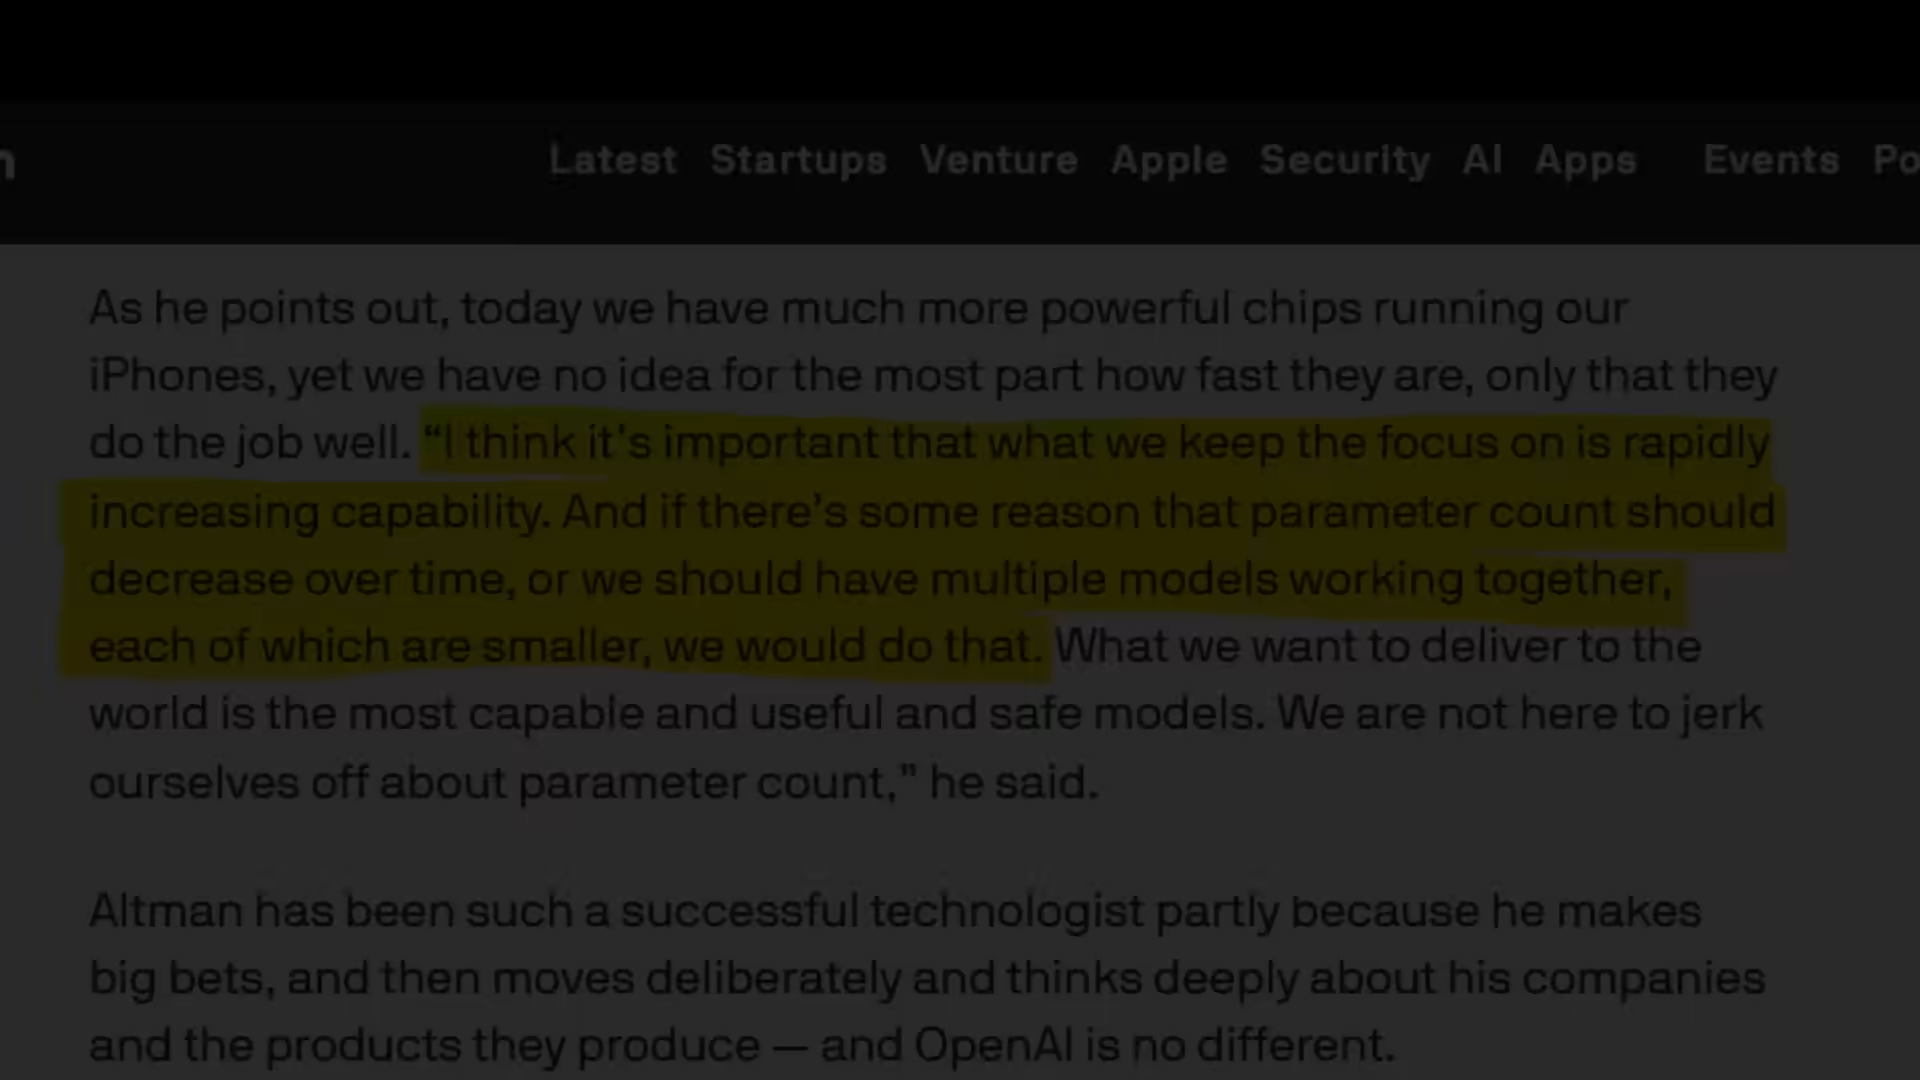 n Latest Startups Venture Apple Security AI Apps Events Po
As he points out, today we have much more powerful chips running our
iPhones, yet we have no idea for the most part how fast they are, only that they
do the job well. “I think it’s important that what we keep the focus on is rapidly
increasing capability. And if there’s some reason that parameter count should
decrease over time, or we should have multiple models working together,
each of which are smaller, we would do that. What we want to deliver to the
world is the most capable and useful and safe models. We are not here to jerk
ourselves off about parameter count,” he said.
Altman has been such a successful technologist partly because he makes
big bets, and then moves deliberately and thinks deeply about his companies
and the products they produce — and OpenAI is no different.